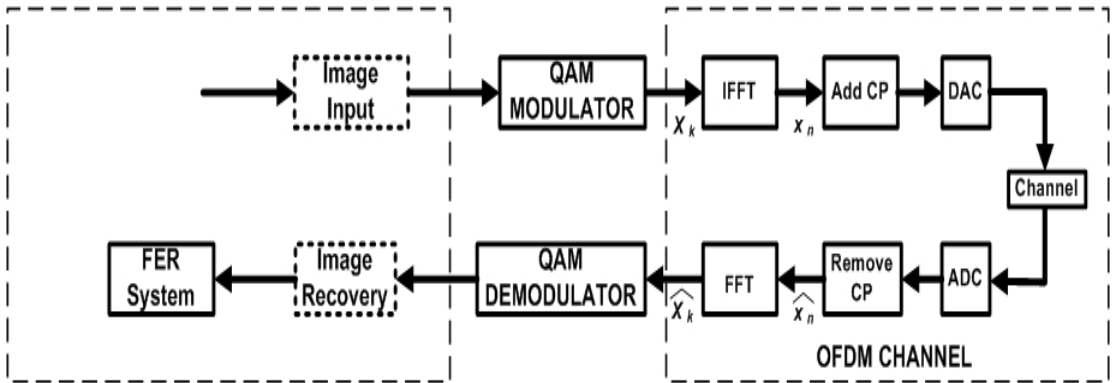 Image
Input
QAM
MODULATOR
X k
IFFT
x n
Add CP
DAC
Channel
FER
System
Image
Recovery
QAM
DEMODULATOR
X̂ k
FFT
x̂ n
Remove
CP
ADC
OFDM CHANNEL